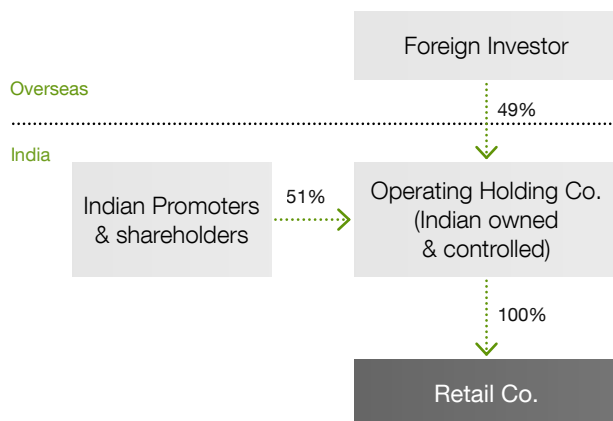 Foreign Investor
Overseas
49%
India
Indian Promoters
& shareholders
51%
Operating Holding Co.
(Indian owned
& controlled)
100%
Retail Co.